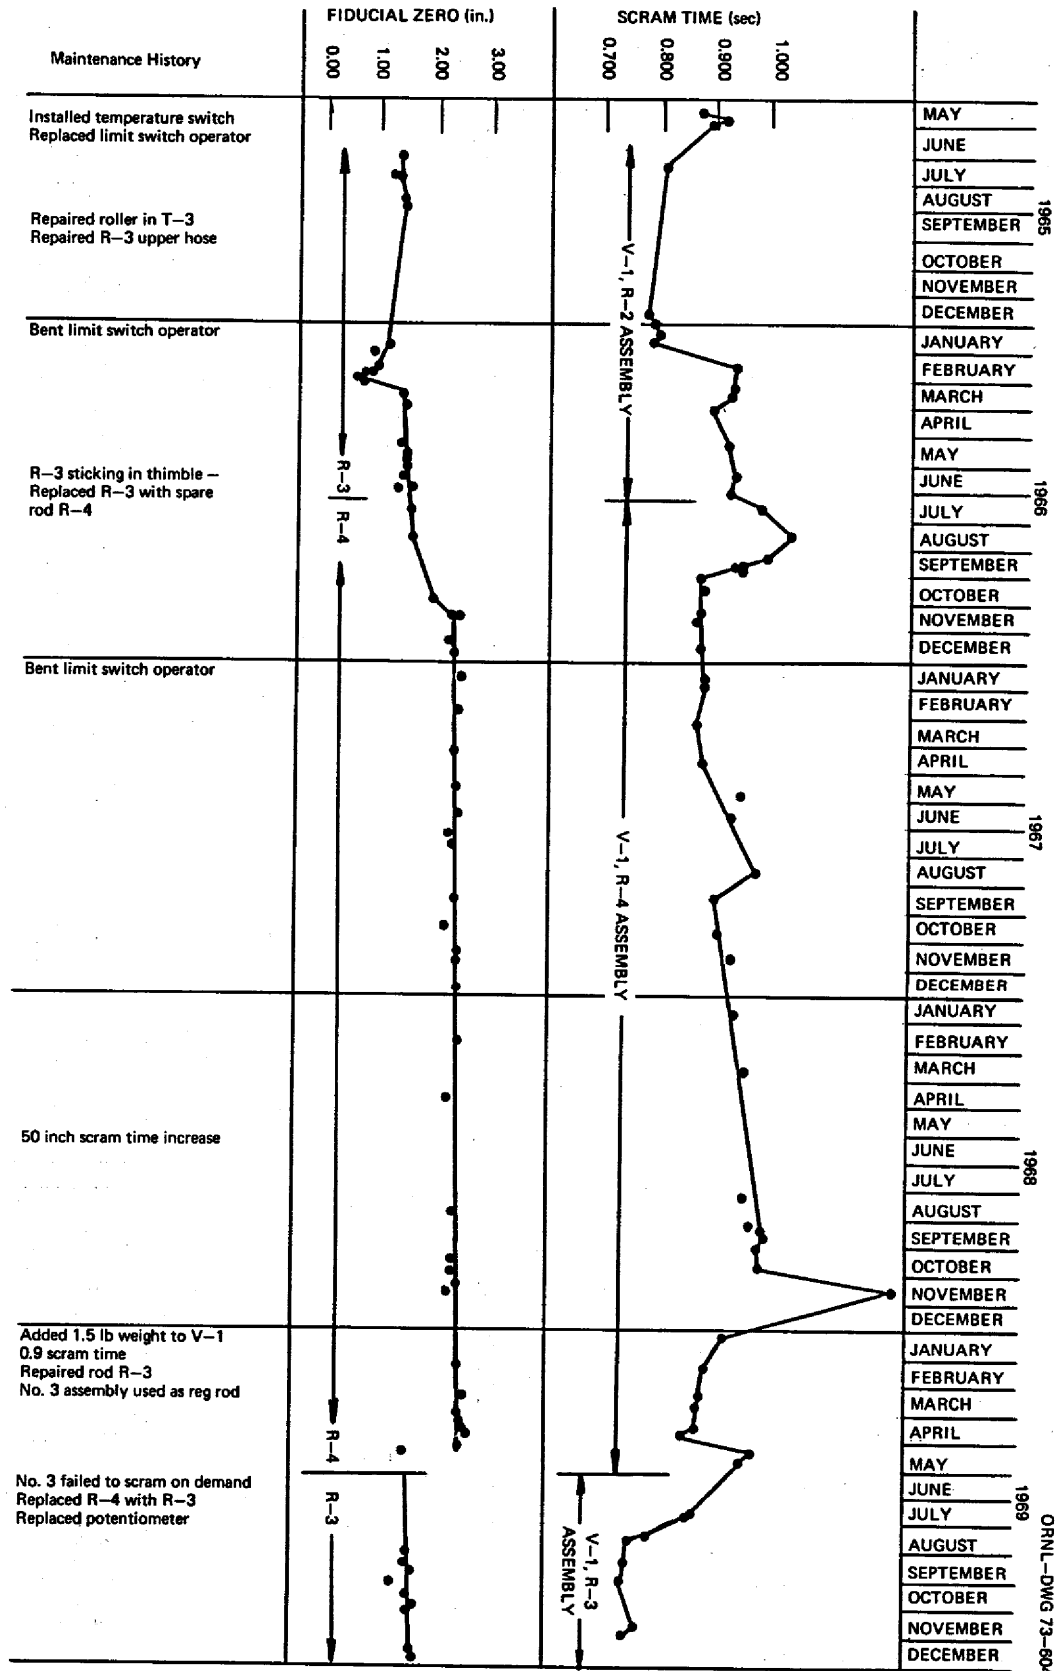 FIDUCIAL ZERO (in.)
SCRAM TIME (sec)
Maintenance History
0.00
1.00
2.00
3.00
0.700
0.800
0.900
1.000
Installed temperature switch
Replaced limit switch operator
Repaired roller in T–3
Repaired R–3 upper hose
Bent limit switch operator
R–3 sticking in thimble –
Replaced R–3 with spare
rod R–4
Bent limit switch operator
50 inch scram time increase
Added 1.5 lb weight to V–1
0.9 scram time
Repaired rod R–3
No. 3 assembly used as reg rod
No. 3 failed to scram on demand
Replaced R–4 with R–3
Replaced potentiometer
R–3
R–4
R–4
R–3
V–1, R–2 ASSEMBLY
V–1, R–4 ASSEMBLY
V–1, R–3
ASSEMBLY
MAY
JUNE
JULY
AUGUST
SEPTEMBER
OCTOBER
NOVEMBER
DECEMBER
1965
JANUARY
FEBRUARY
MARCH
APRIL
MAY
JUNE
JULY
AUGUST
SEPTEMBER
OCTOBER
NOVEMBER
DECEMBER
1966
JANUARY
FEBRUARY
MARCH
APRIL
MAY
JUNE
JULY
AUGUST
SEPTEMBER
OCTOBER
NOVEMBER
DECEMBER
1967
JANUARY
FEBRUARY
MARCH
APRIL
MAY
JUNE
JULY
AUGUST
SEPTEMBER
OCTOBER
NOVEMBER
DECEMBER
1968
JANUARY
FEBRUARY
MARCH
APRIL
MAY
JUNE
JULY
AUGUST
SEPTEMBER
OCTOBER
NOVEMBER
DECEMBER
1969
ORNL–DWG